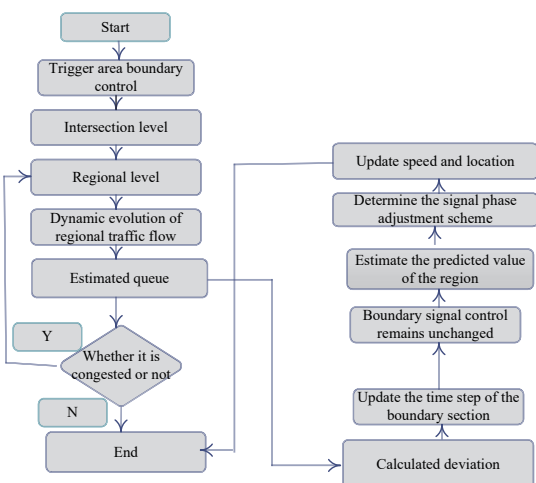 Start
Trigger area boundary
control
Intersection level
Regional level
Dynamic evolution of
regional traffic flow
Estimated queue
Y
Whether it is
congested or not
N
End
Update speed and location
Determine the signal phase
adjustment scheme
Estimate the predicted value
of the region
Boundary signal control
remains unchanged
Update the time step of the
boundary section
Calculated deviation